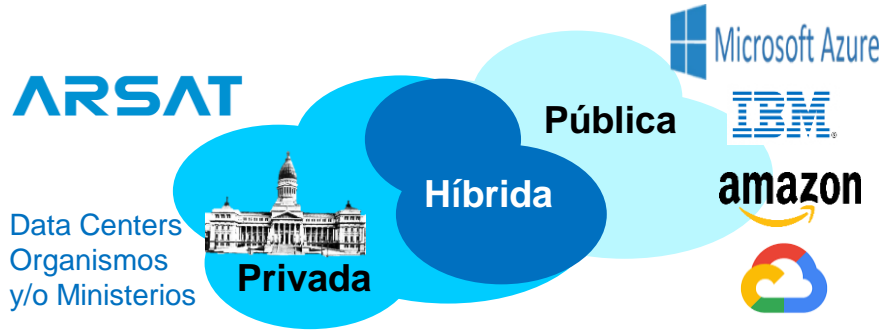 ARSAT
Microsoft Azure
IBM
Pública
amazon
Híbrida
Data Centers
Organismos
y/o Ministerios
Privada